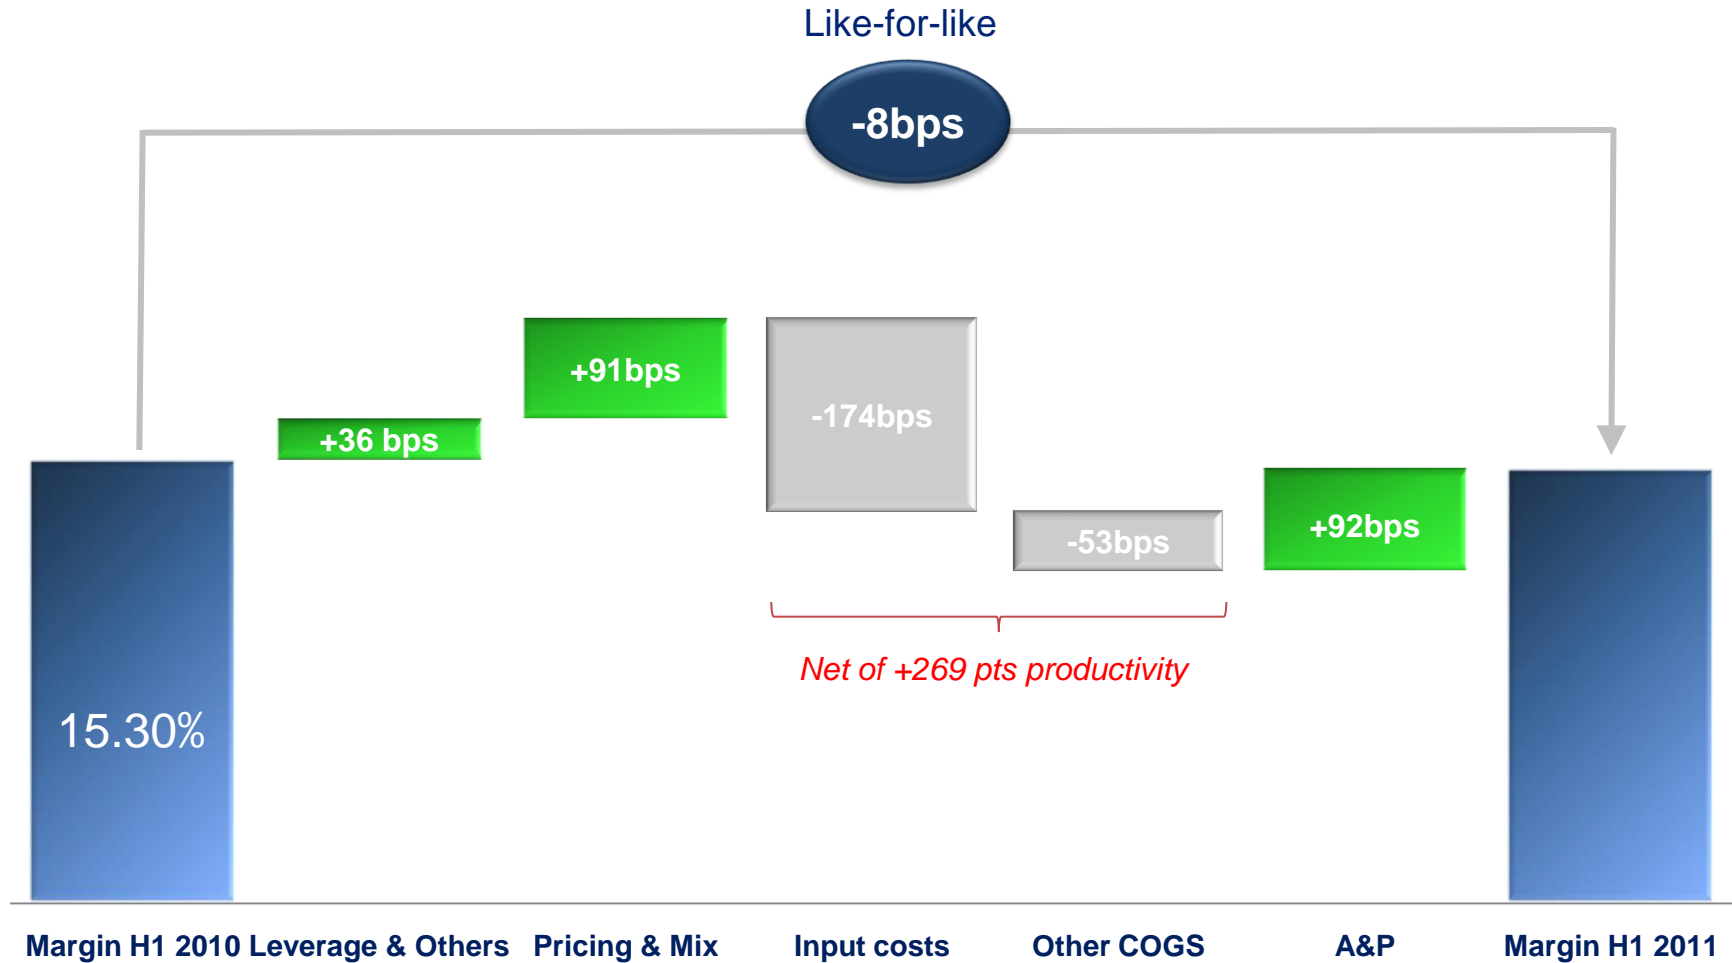 Like-for-like
-8bps
+91bps
-174bps
+36 bps
-53bps
+92bps
Net of +269 pts productivity
15.30%
Margin H1 2010 Leverage & Others Pricing & Mix Input costs Other COGS A&P Margin H1 2011